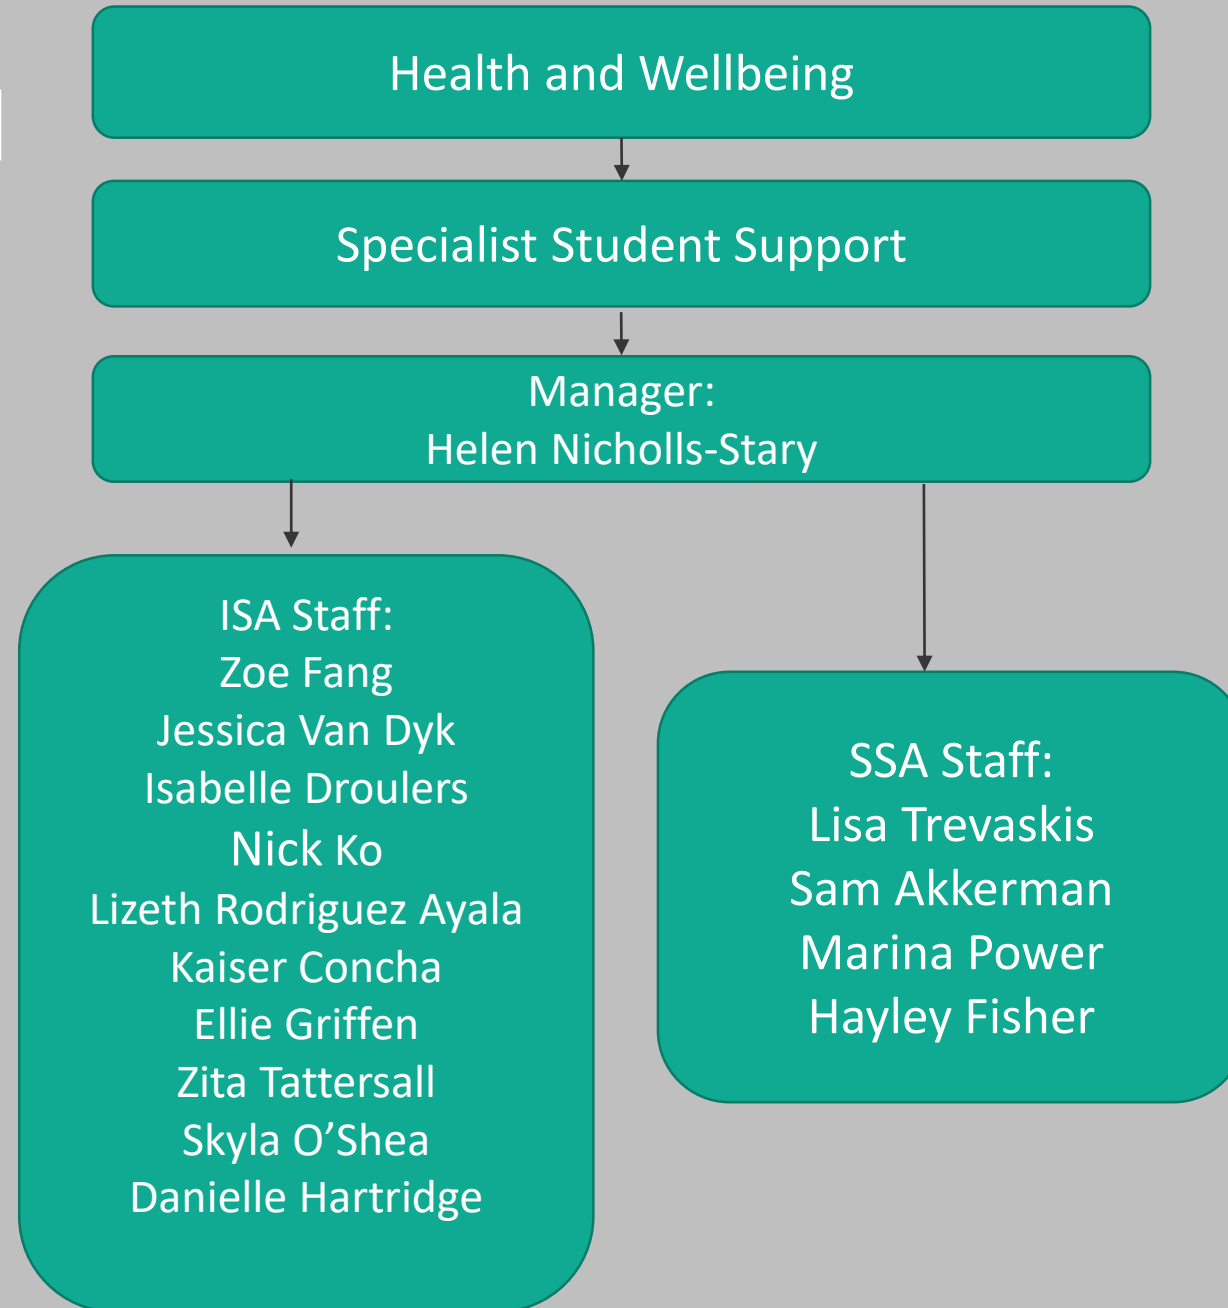 Health and Wellbeing
Specialist Student Support
Manager:
Helen Nicholls-Stary
ISA Staff:
Zoe Fang
Jessica Van Dyk
Isabelle Droulers
Nick Ko
Lizeth Rodriguez Ayala
Kaiser Concha
Ellie Griffen
Zita Tattersall
Skyla O’Shea
Danielle Hartridge
SSA Staff:
Lisa Trevaskis
Sam Akkerman
Marina Power
Hayley Fisher